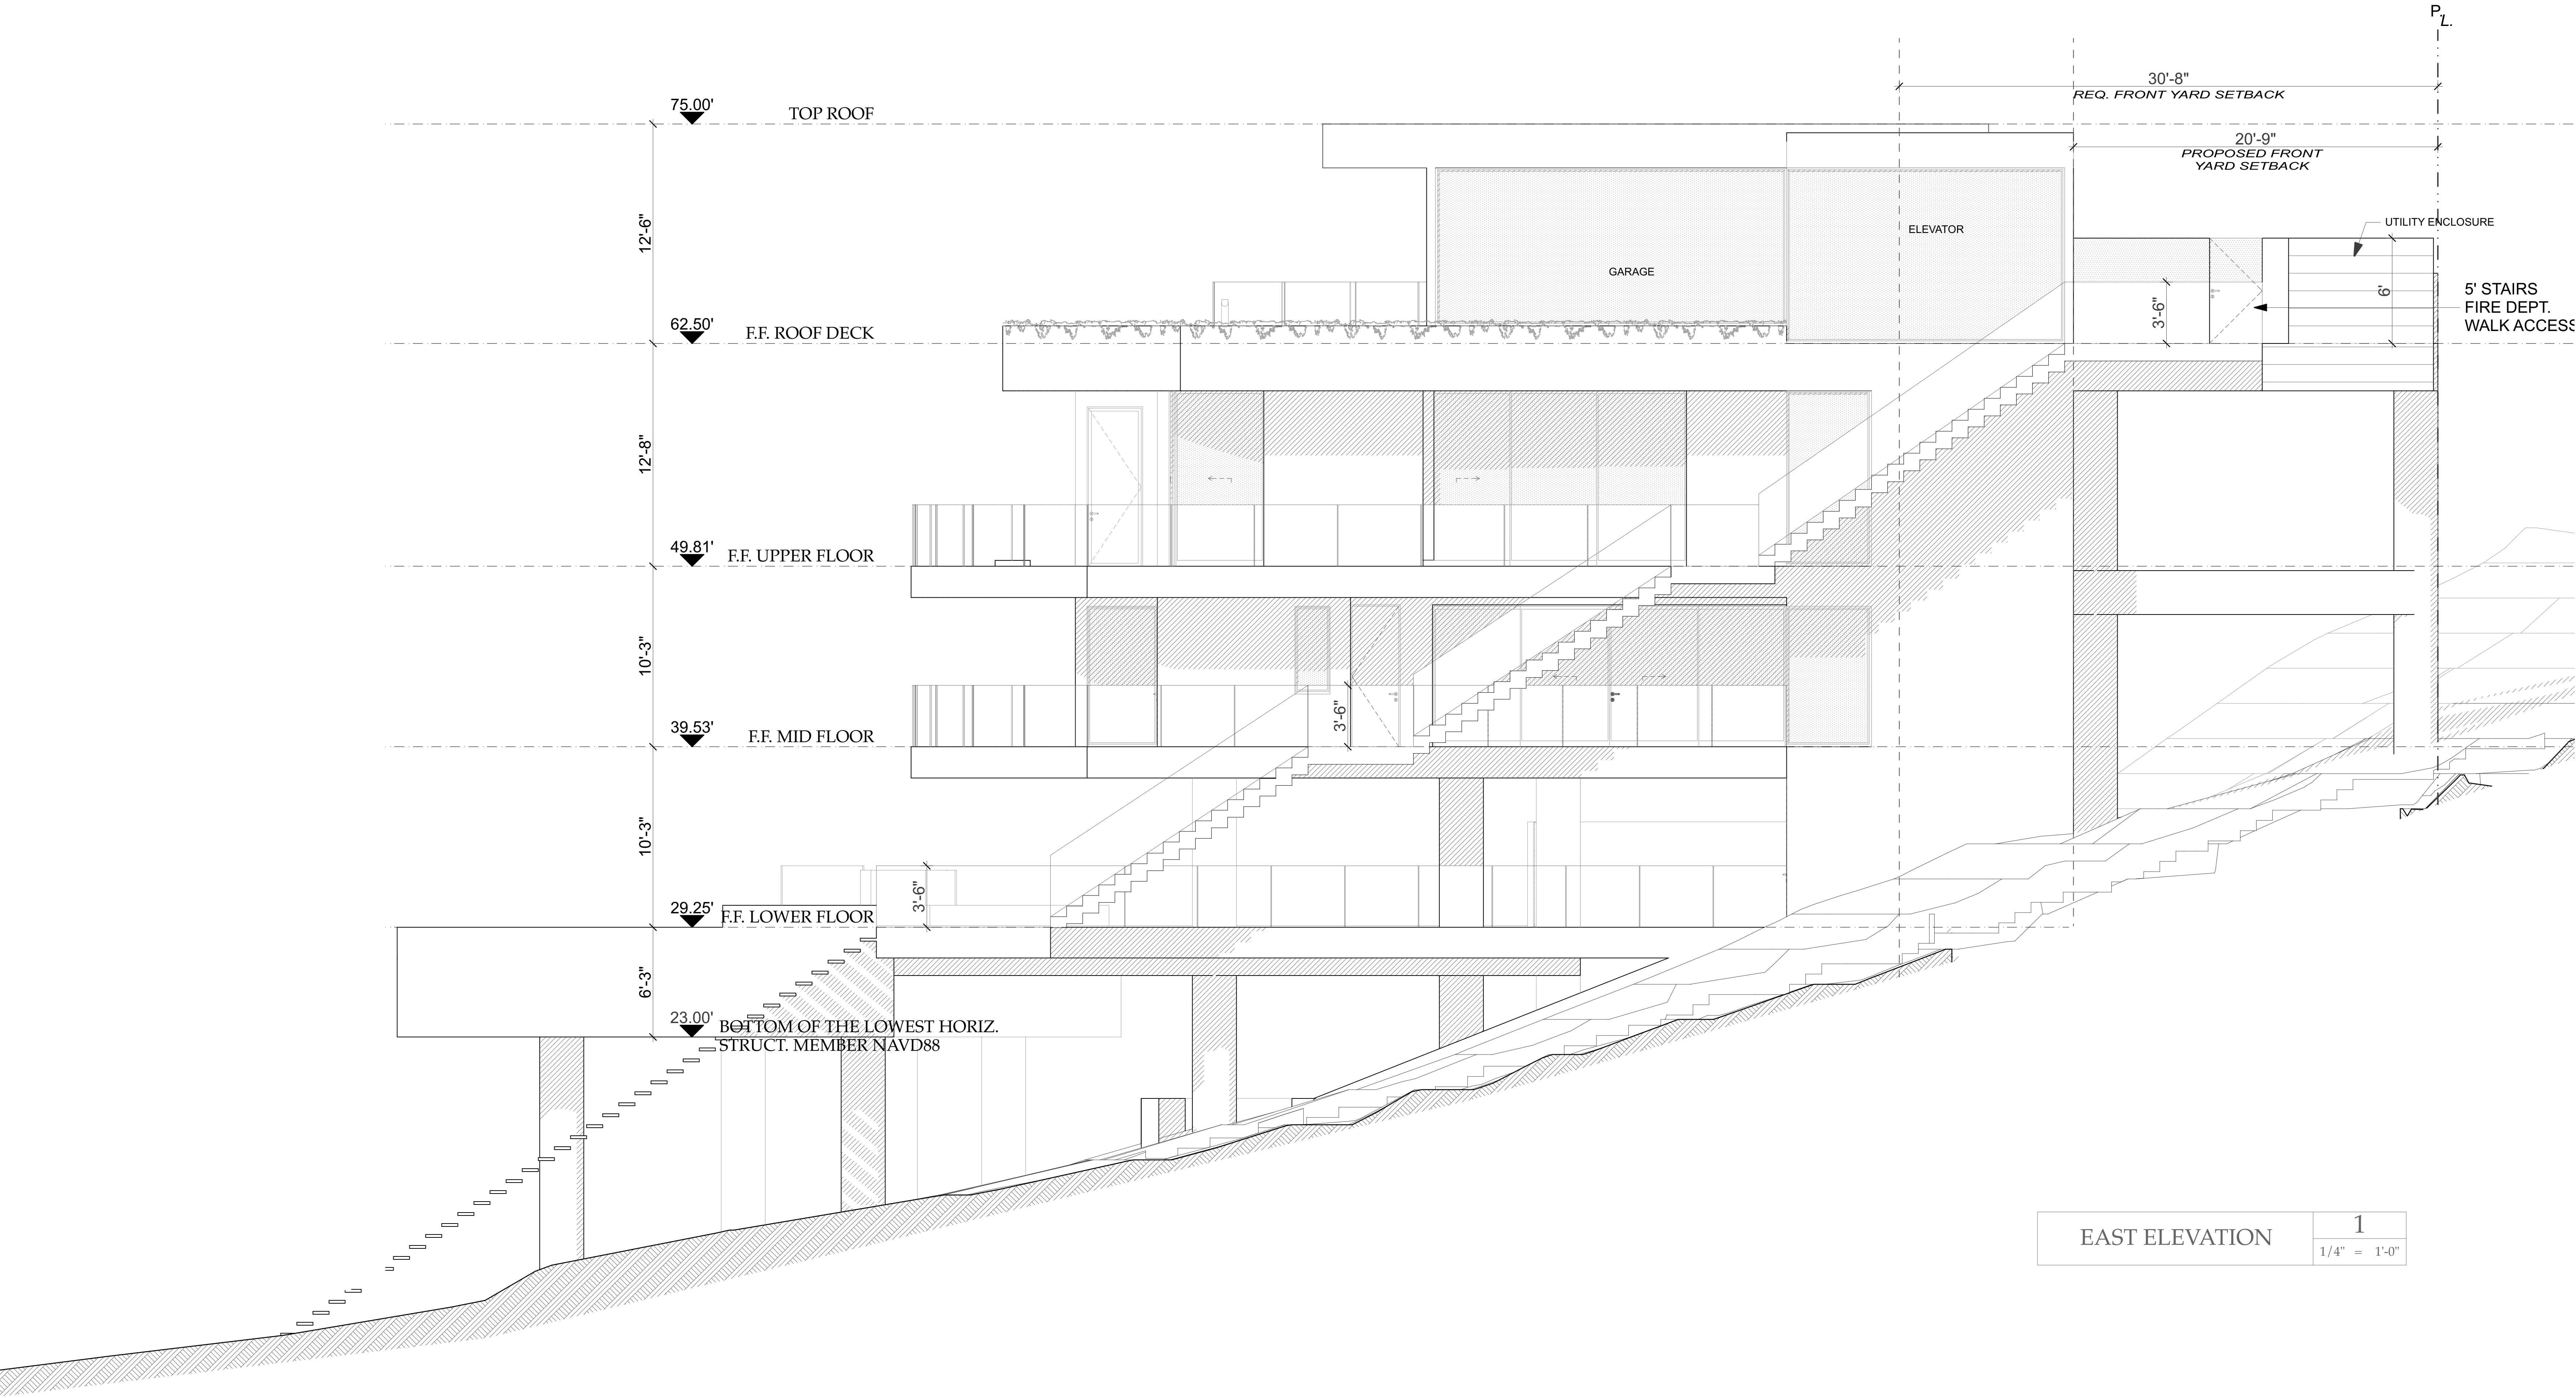 P.L.
30'-8"
REQ. FRONT YARD SETBACK
75.00'
TOP ROOF
20'-9"
PROPOSED FRONT
YARD SETBACK
12'-6"
UTILITY ENCLOSURE
ELEVATOR
GARAGE
6'
3'-6"
5' STAIRS
FIRE DEPT.
WALK ACCESS
62.50'
F.F. ROOF DECK
12'-8"
49.81'
F.F. UPPER FLOOR
10'-3"
3'-6"
39.53'
F.F. MID FLOOR
10'-3"
3'-6"
29.25'
F.F. LOWER FLOOR
6'-3"
23.00'
BOTTOM OF THE LOWEST HORIZ.
STRUCT. MEMBER NAVD88
EAST ELEVATION
1
1/4" = 1'-0"